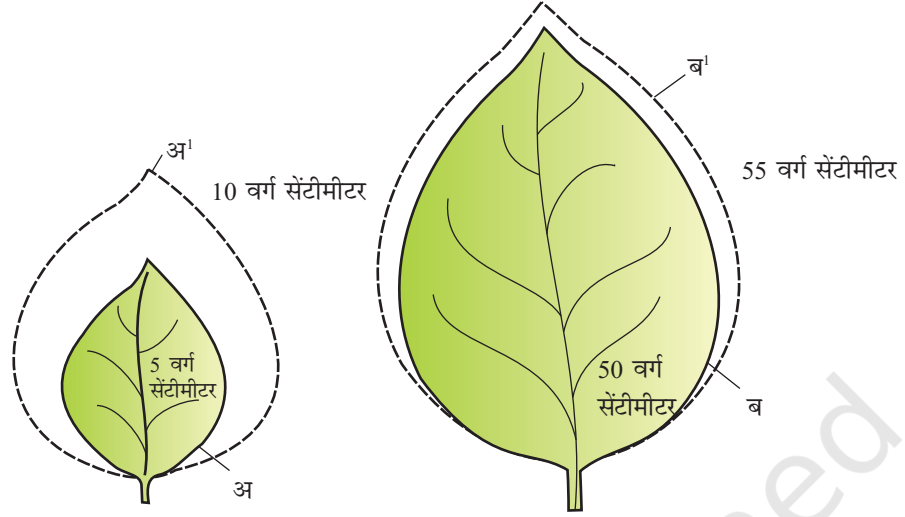 अ¹
10 वर्ग सेंटीमीटर
5 वर्ग
सेंटीमीटर
अ
ब¹
55 वर्ग सेंटीमीटर
50 वर्ग
सेंटीमीटर
ब